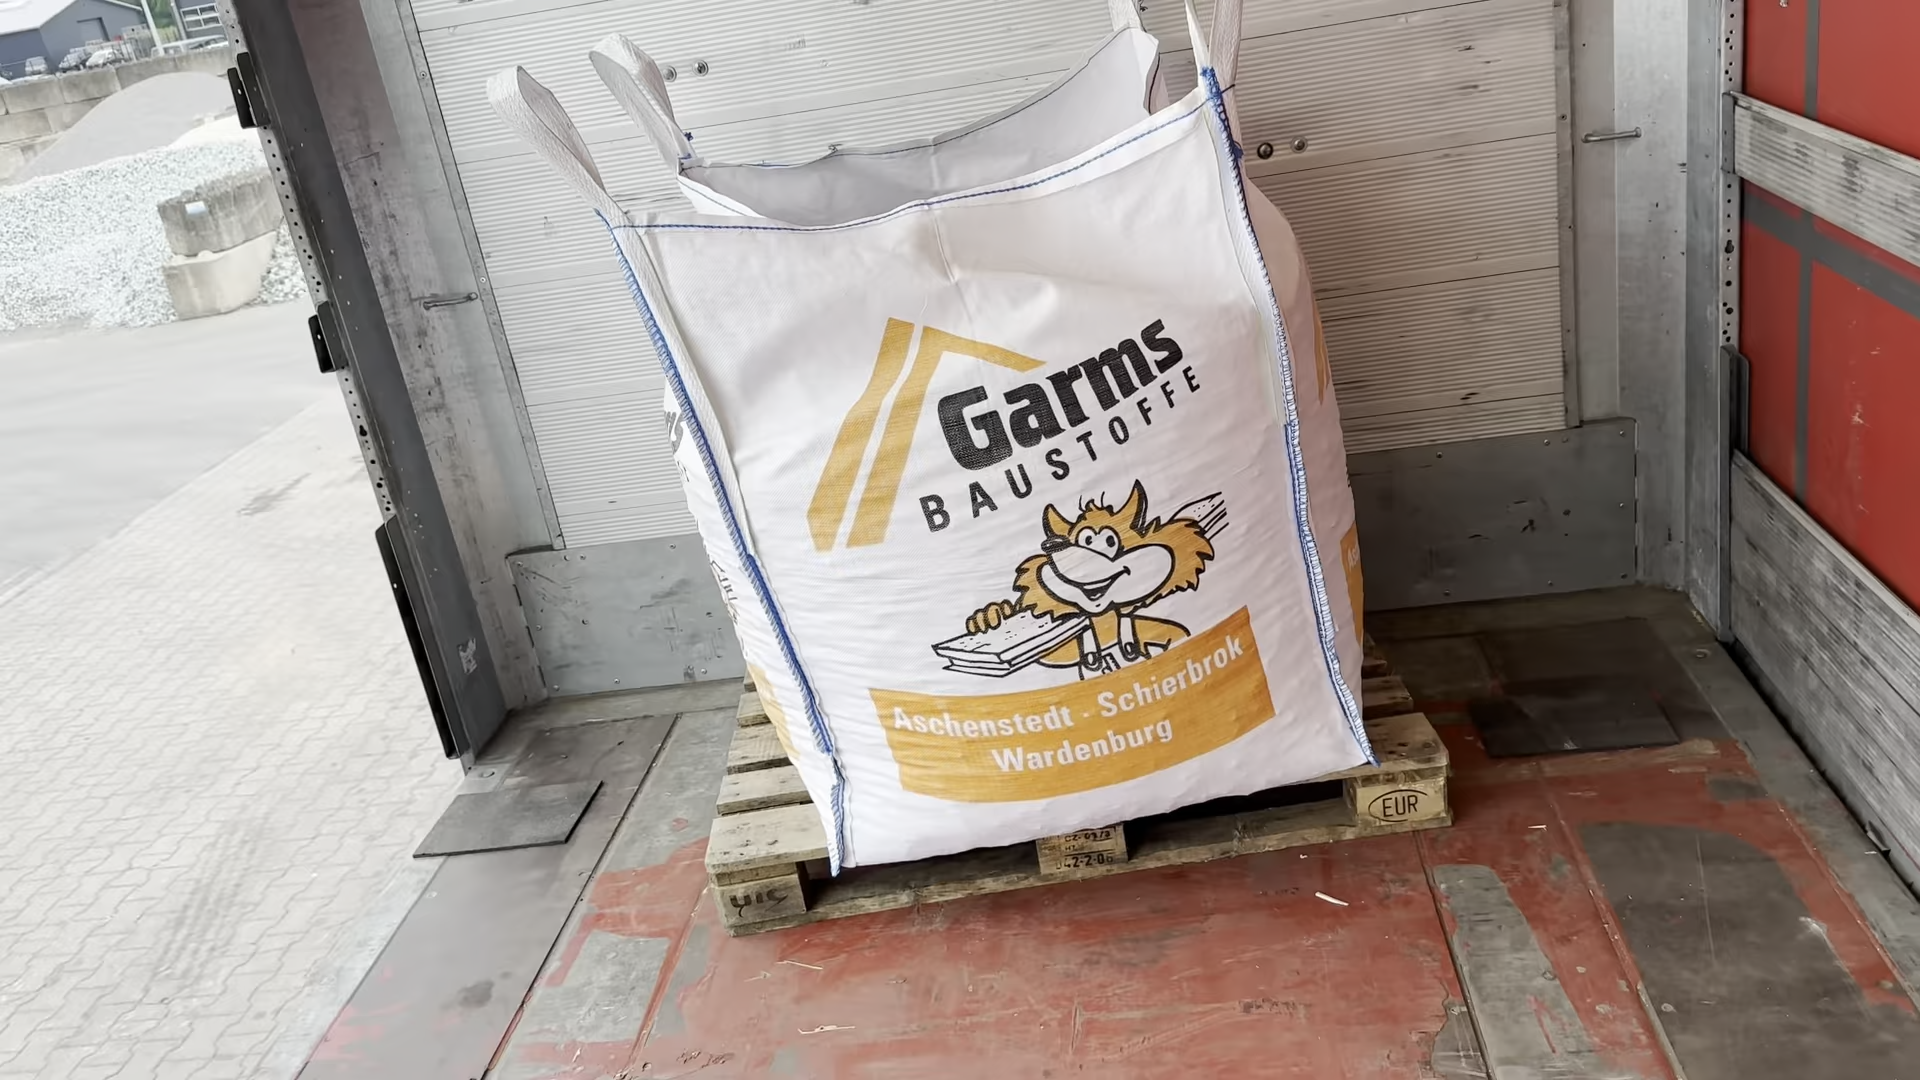 Garms
BAUSTOFFE
Aschenstedt - Schierbrok
Wardenburg
EUR